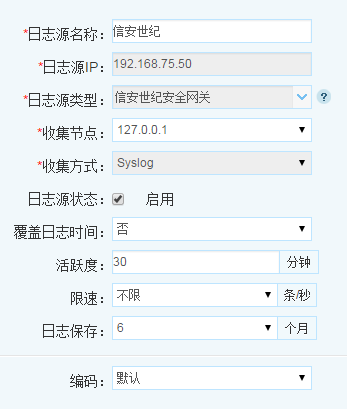 *日志源名称： 信安世纪
*日志源IP： 192.168.75.50
*日志源类型： 信安世纪安全网关 ?
*收集节点： 127.0.0.1
*收集方式： Syslog
日志源状态： 启用
覆盖日志时间： 否
活跃度： 30 分钟
限速： 不限 条/秒
日志保存： 6 个月
编码： 默认